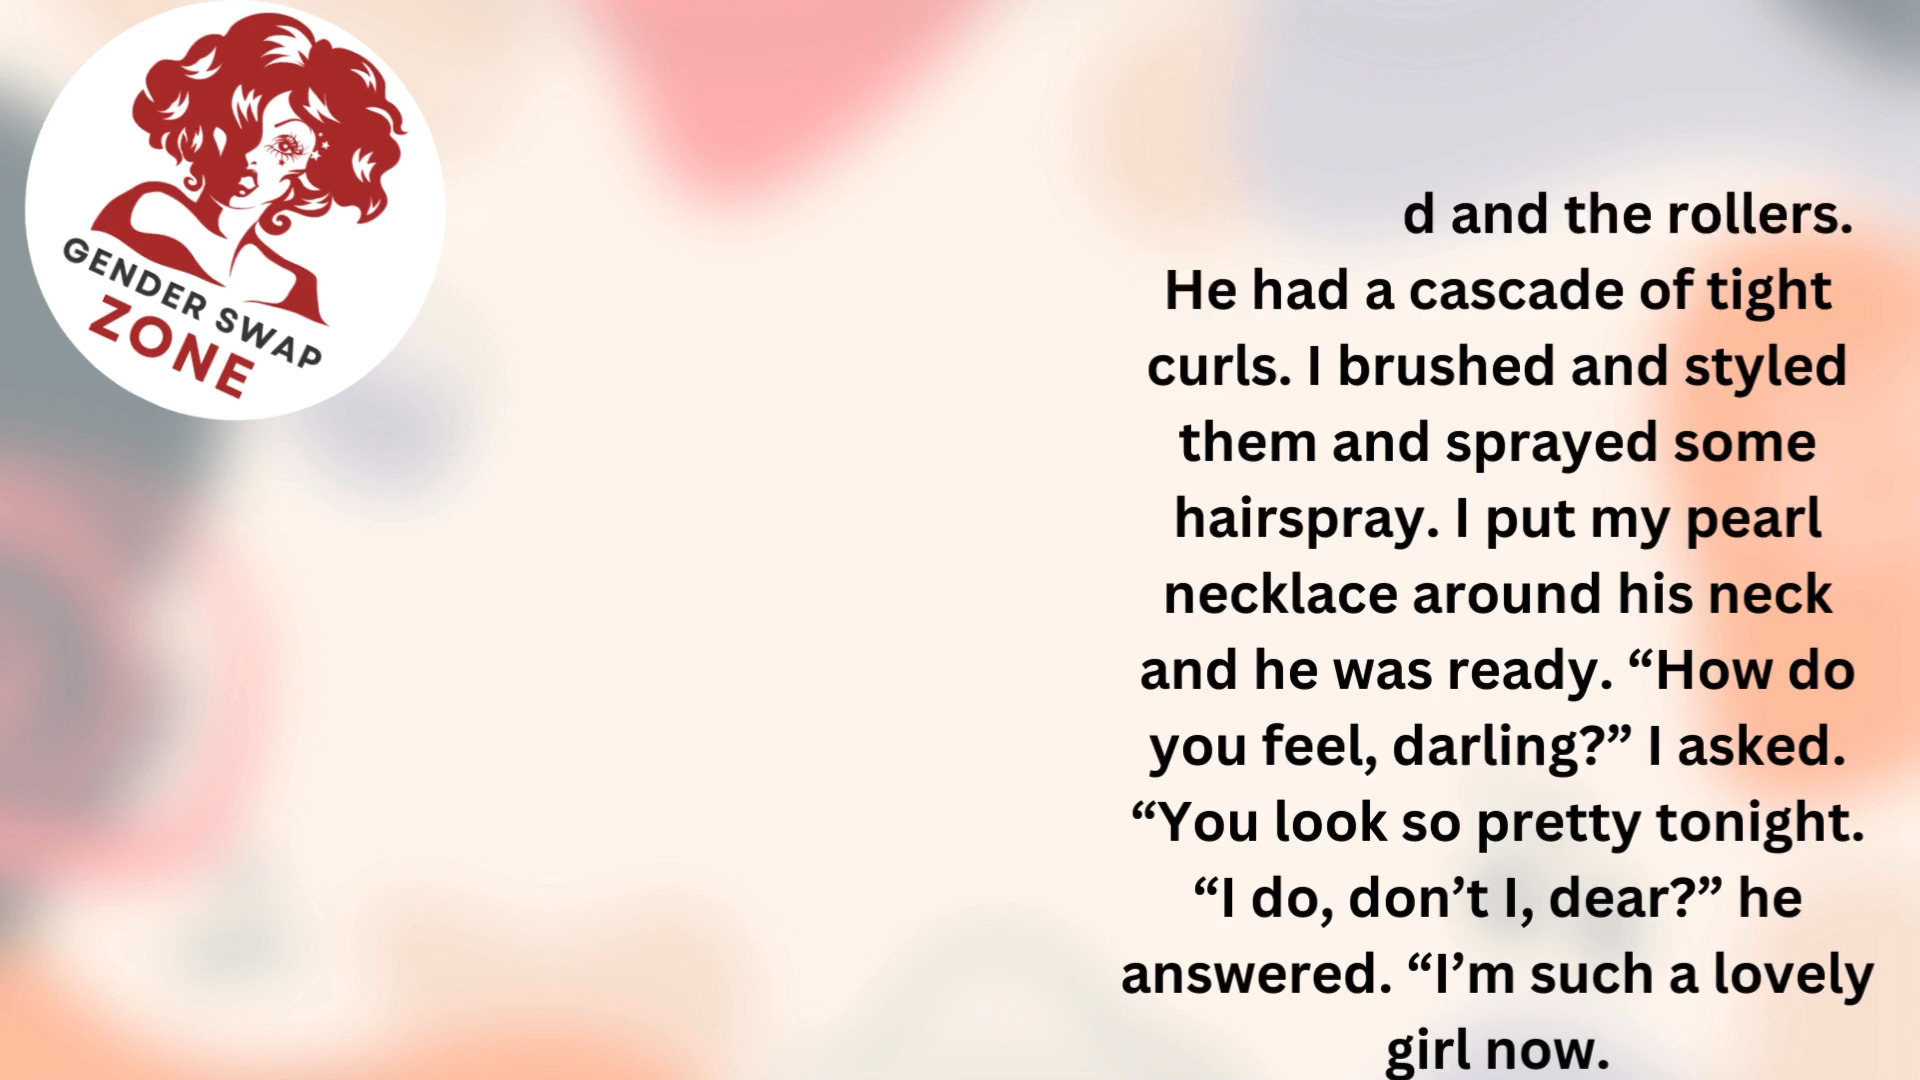 GENDER SWAP
ZONE
d and the rollers.
He had a cascade of tight
curls. I brushed and styled
them and sprayed some
hairspray. I put my pearl
necklace around his neck
and he was ready. “How do
you feel, darling?” I asked.
“You look so pretty tonight.
“I do, don’t I, dear?” he
answered. “I’m such a lovely
girl now.